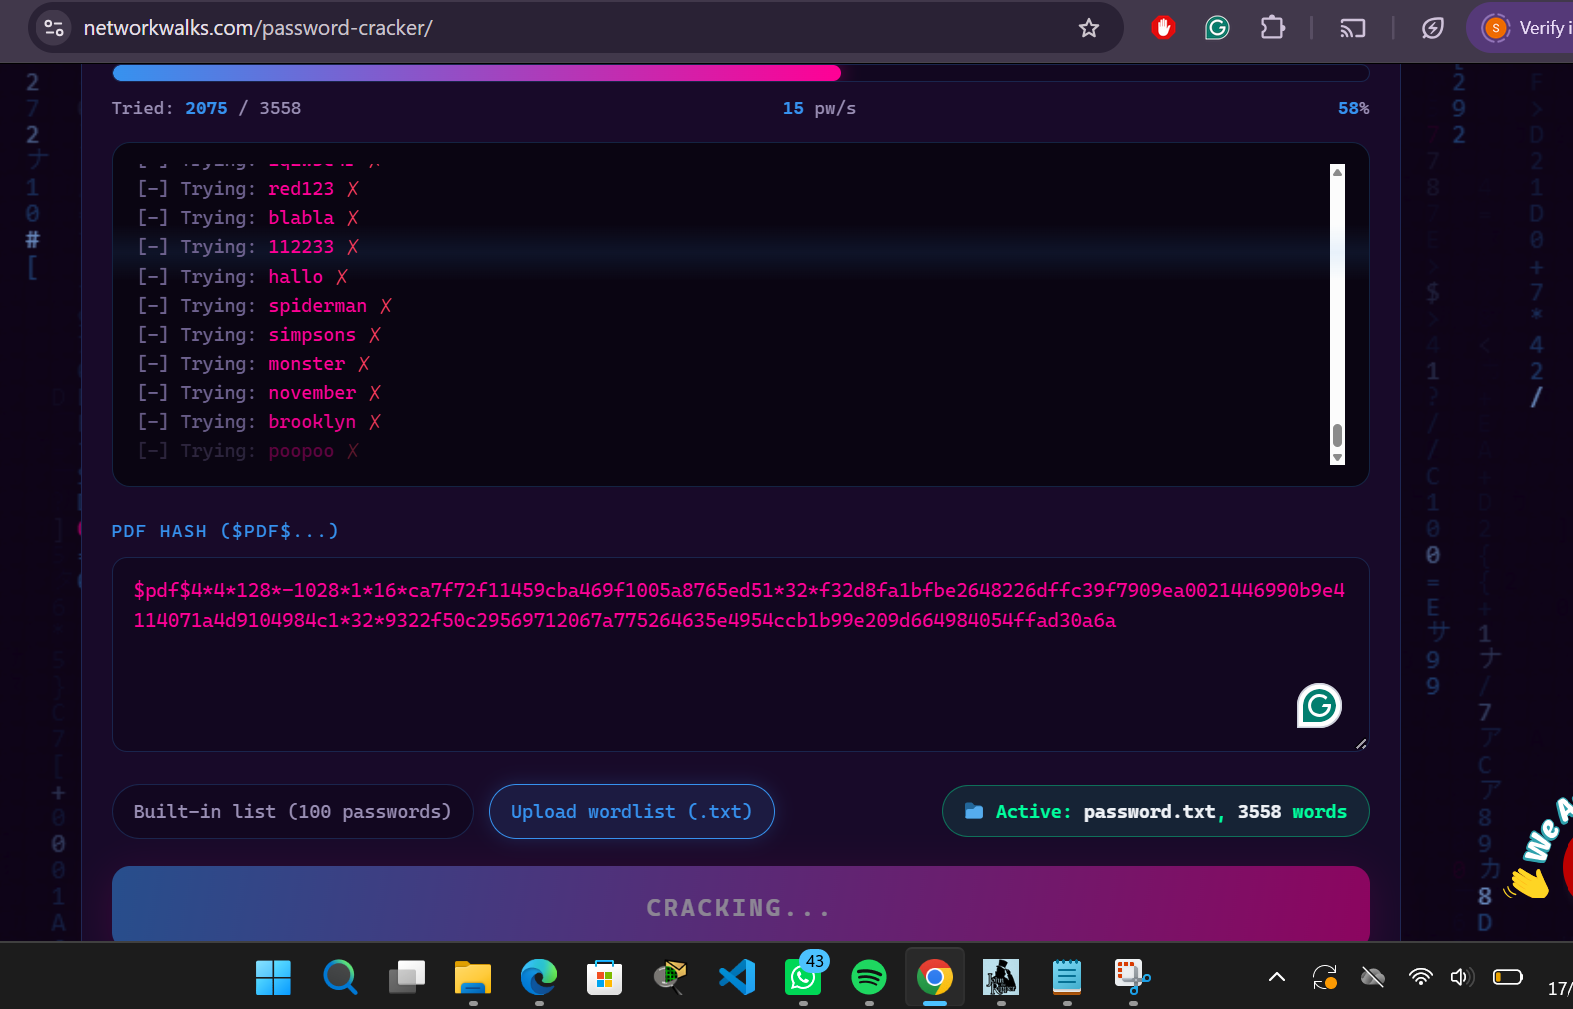 networkwalks.com/password-cracker/
Verify i
Tried: 2075 / 3558
15 pw/s
58%
[-] Trying: red123 ✗
[-] Trying: blabla ✗
[-] Trying: 112233 ✗
[-] Trying: hallo ✗
[-] Trying: spiderman ✗
[-] Trying: simpsons ✗
[-] Trying: monster ✗
[-] Trying: november ✗
[-] Trying: brooklyn ✗
[-] Trying: poopoo ✗
PDF HASH ($PDF$...)
$pdf$4*4*128*-1028*1*16*ca7f72f11459cba469f1005a8765ed51*32*f32d8fa1bfbe2648226dffc39f7909ea0021446990b9e4
114071a4d9104984c1*32*9322f50c29569712067a775264635e4954ccb1b99e209d664984054ffad30a6a
Built-in list (100 passwords)
Upload wordlist (.txt)
Active: password.txt, 3558 words
We A
CRACKING...
43
17/